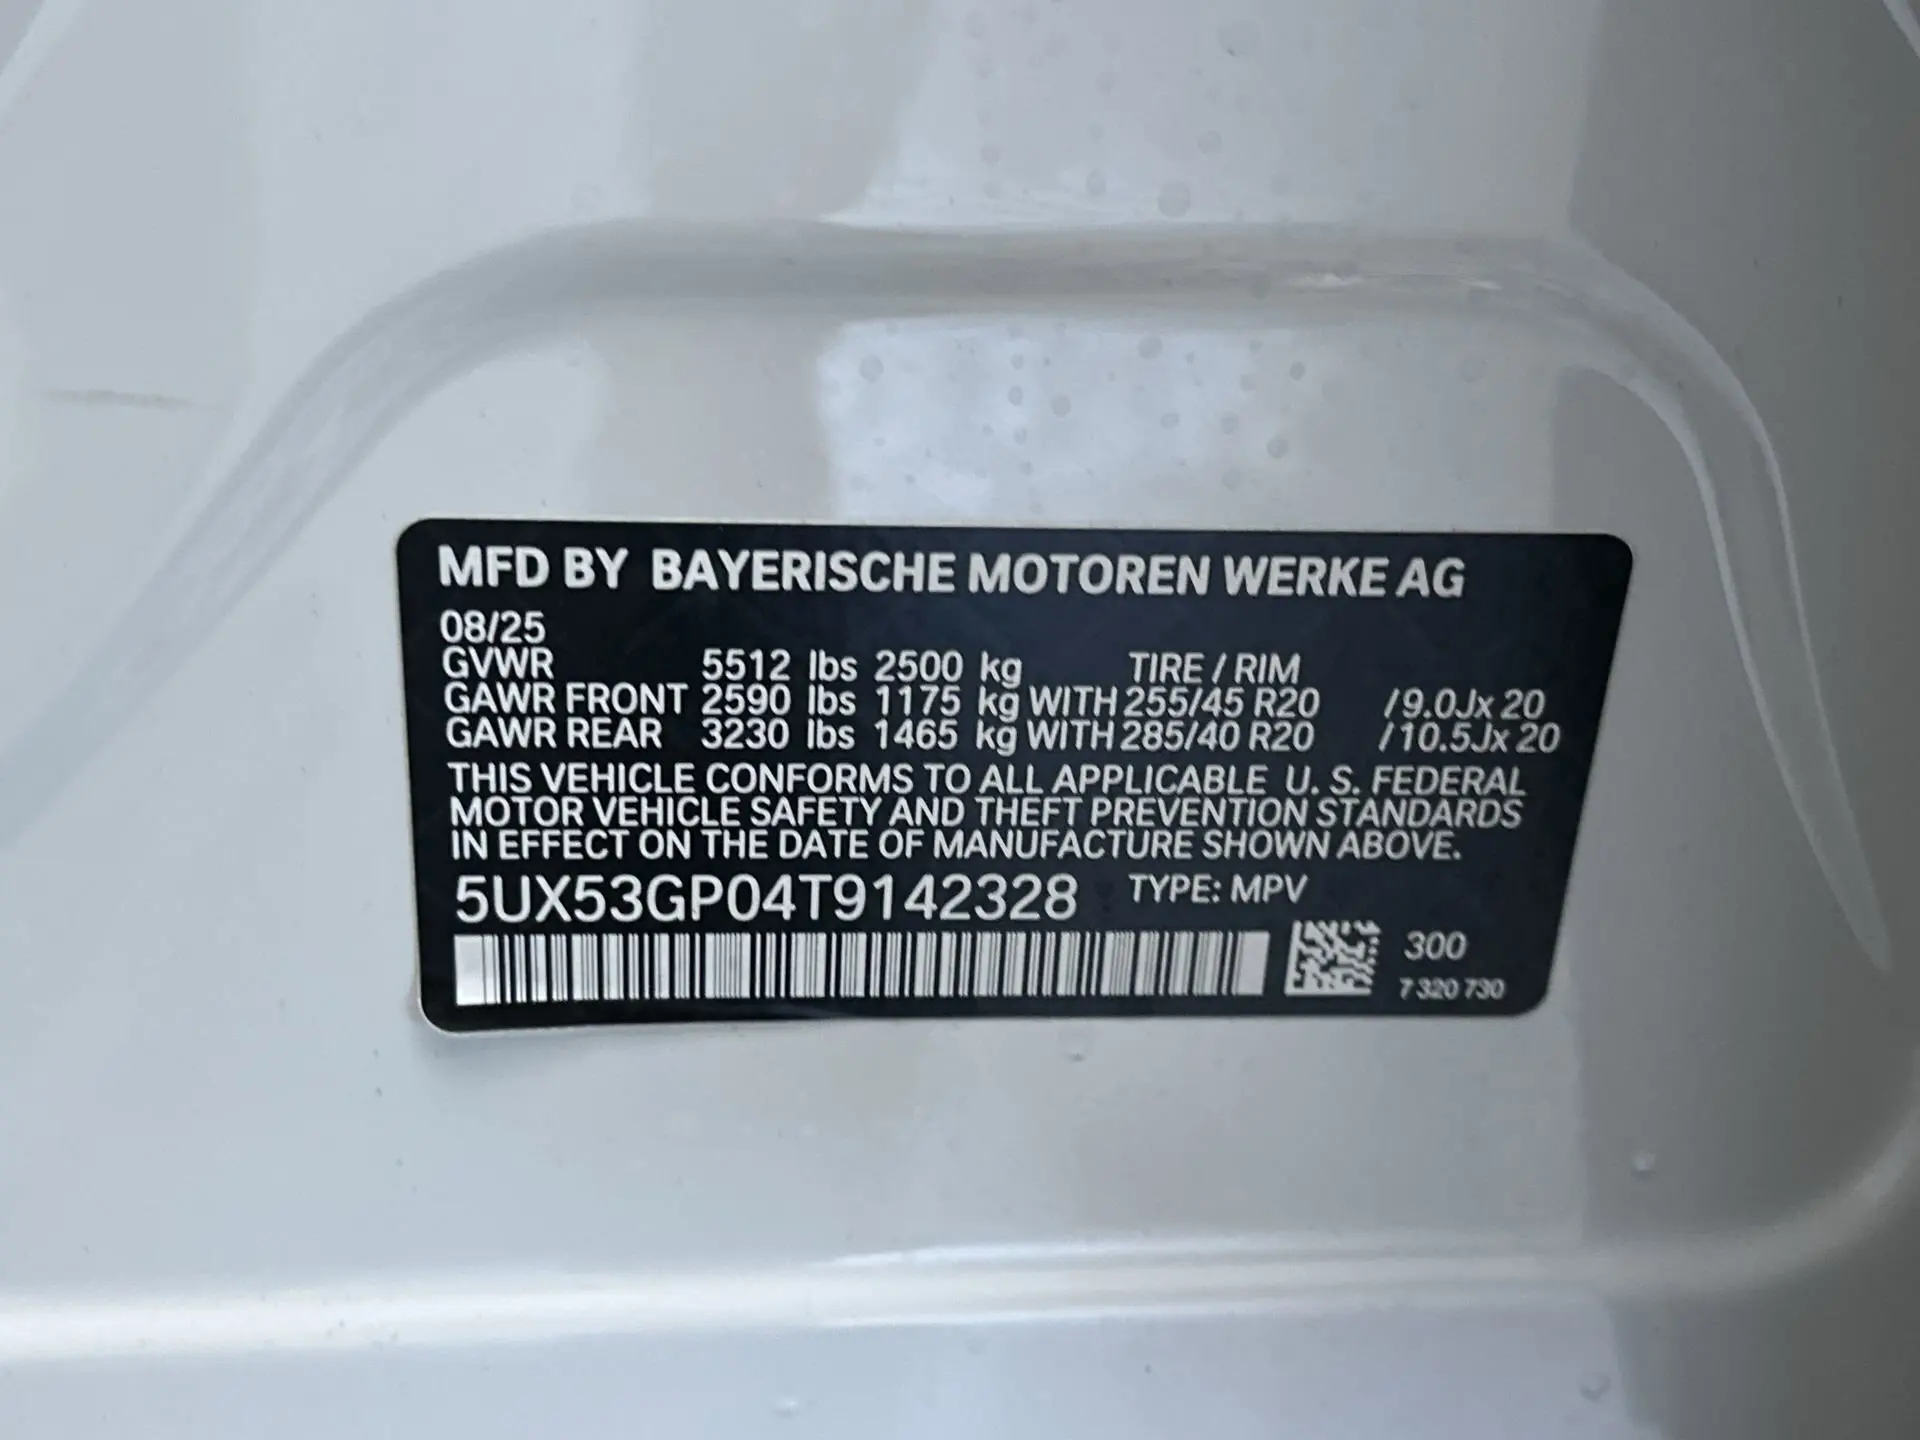 MFD BY BAYERISCHE MOTOREN WERKE AG
08/25
GVWR 5512 lbs 2500 kg TIRE / RIM
GAWR FRONT 2590 lbs 1175 kg WITH 255/45 R20 /9.0Jx 20
GAWR REAR 3230 lbs 1465 kg WITH 285/40 R20 /10.5Jx 20
THIS VEHICLE CONFORMS TO ALL APPLICABLE U. S. FEDERAL
MOTOR VEHICLE SAFETY AND THEFT PREVENTION STANDARDS
IN EFFECT ON THE DATE OF MANUFACTURE SHOWN ABOVE.
5UX53GP04T9142328 TYPE: MPV
300
7 320 730